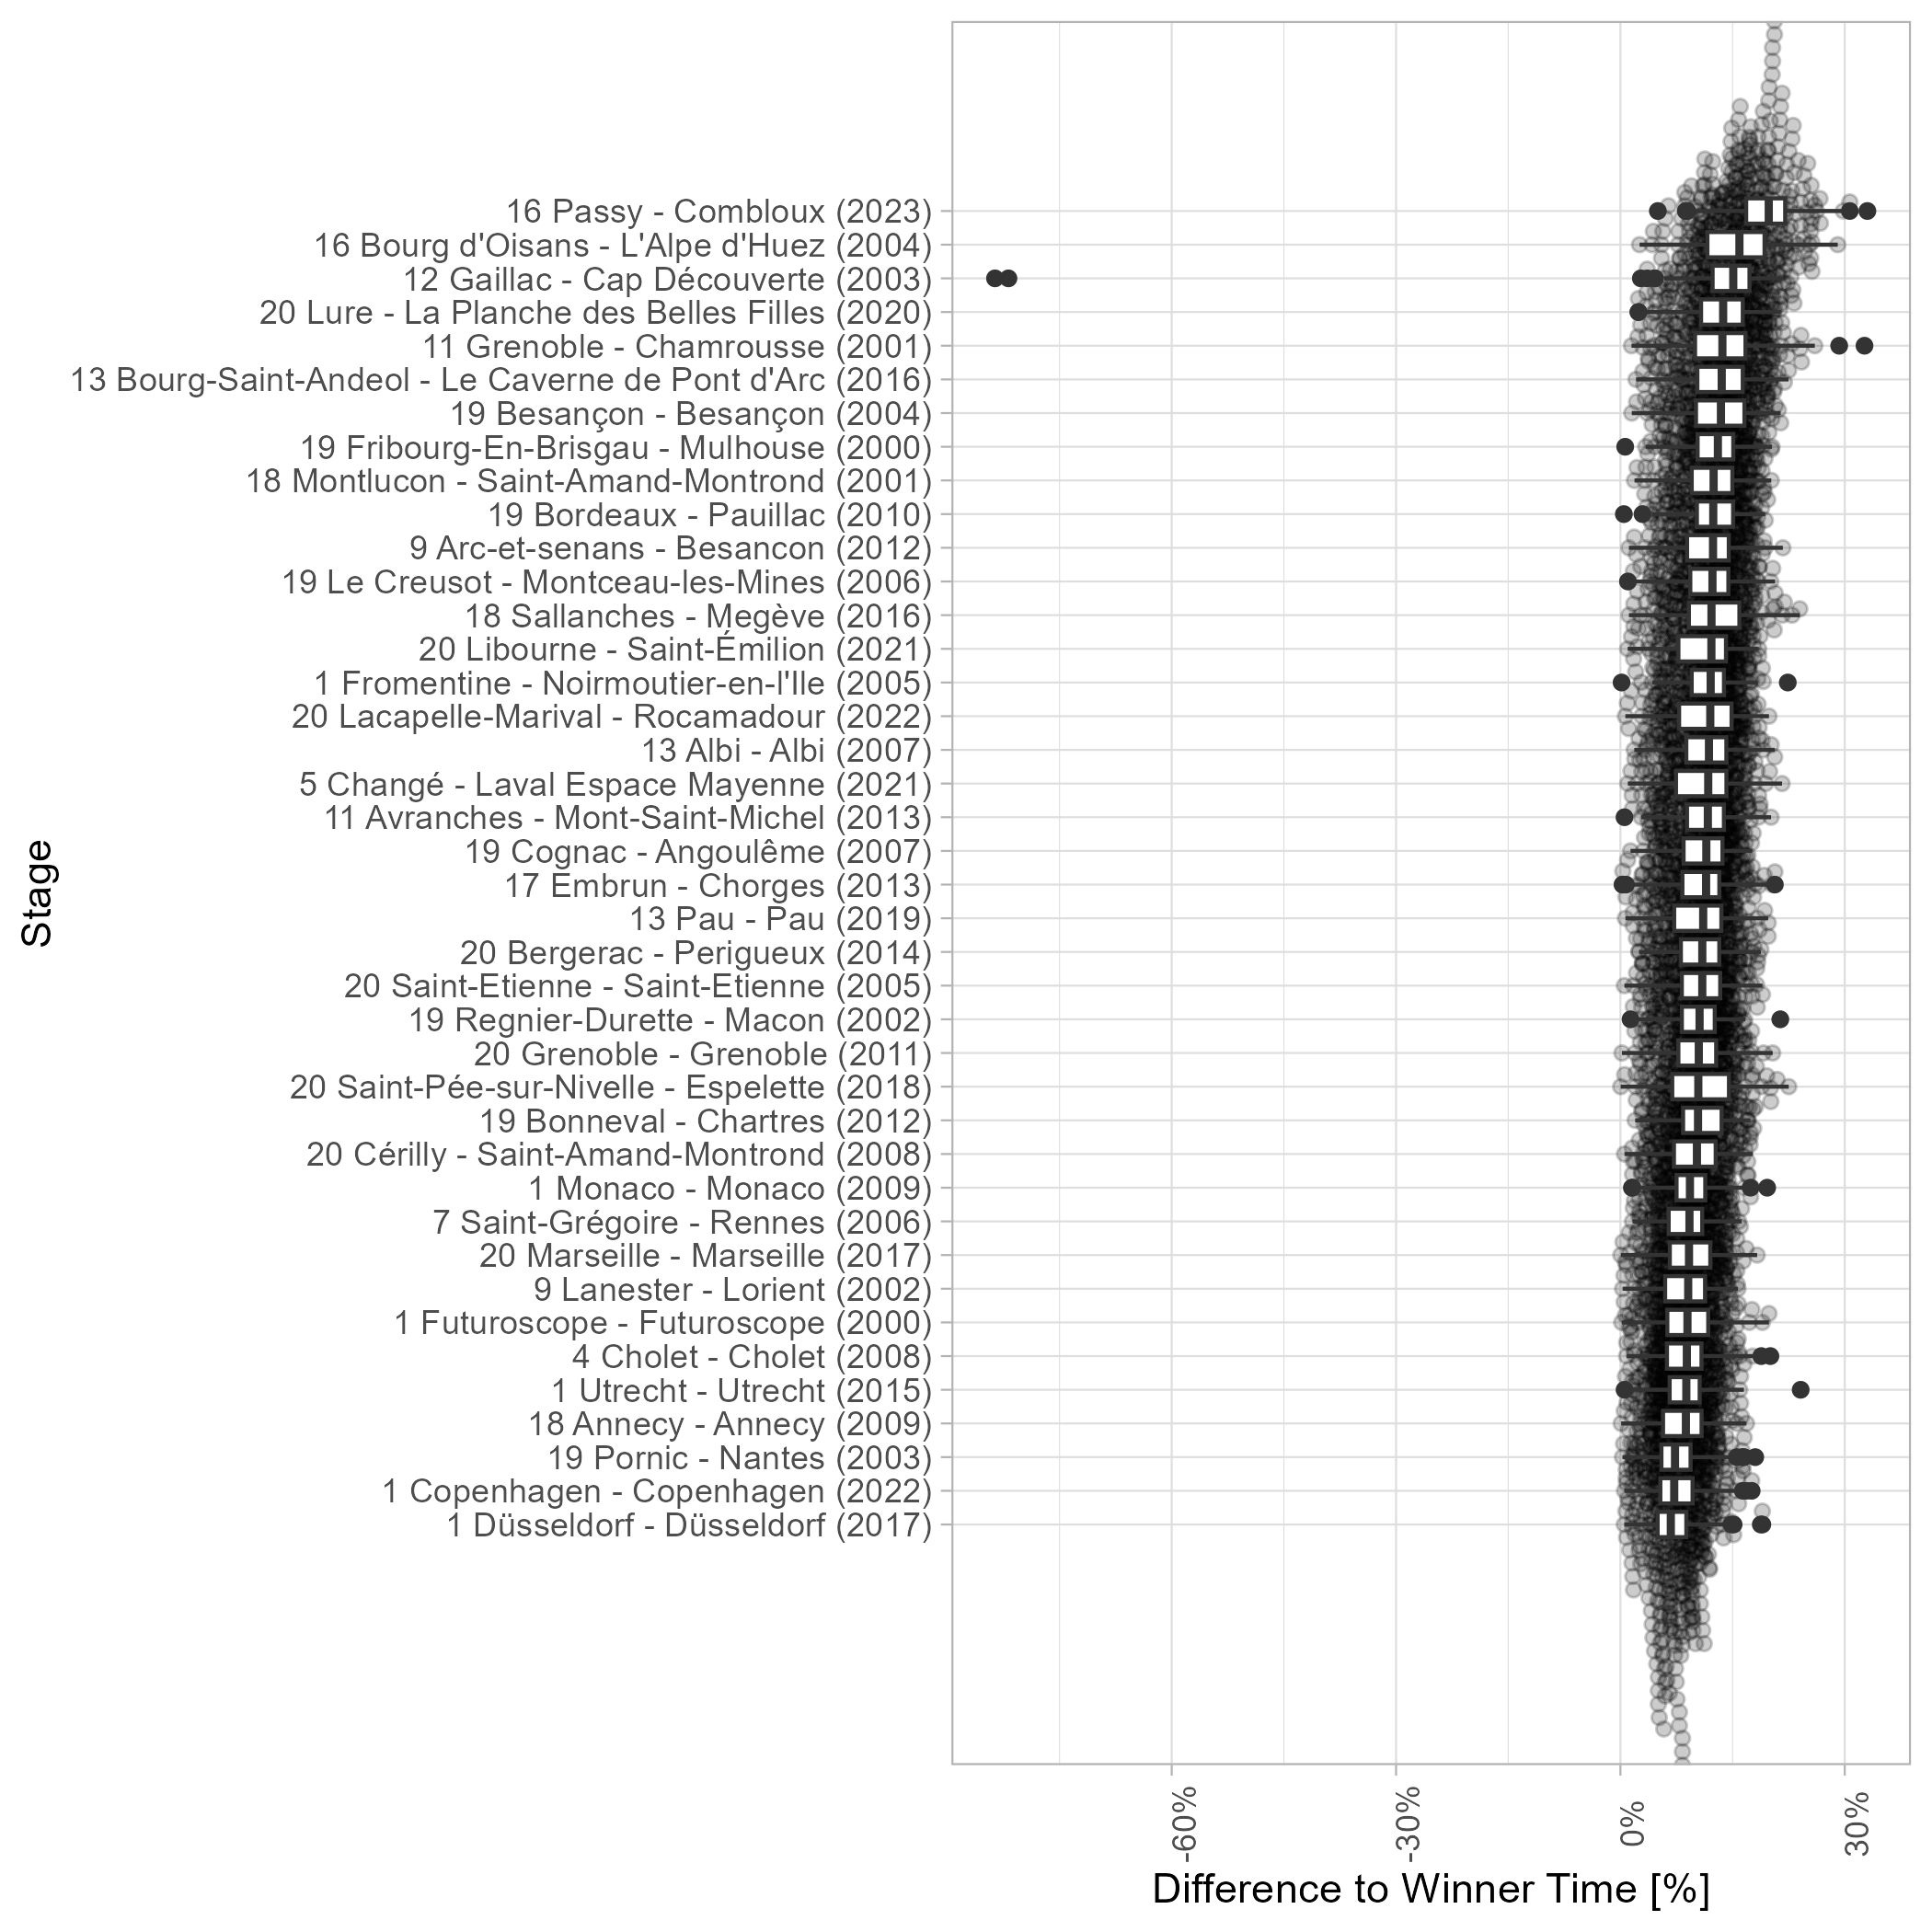 16 Passy - Combloux (2023)
16 Bourg d'Oisans - L'Alpe d'Huez (2004)
12 Gaillac - Cap Découverte (2003)
20 Lure - La Planche des Belles Filles (2020)
11 Grenoble - Chamrousse (2001)
13 Bourg-Saint-Andeol - Le Caverne de Pont d'Arc (2016)
19 Besançon - Besançon (2004)
19 Fribourg-En-Brisgau - Mulhouse (2000)
18 Montlucon - Saint-Amand-Montrond (2001)
19 Bordeaux - Pauillac (2010)
9 Arc-et-senans - Besancon (2012)
19 Le Creusot - Montceau-les-Mines (2006)
18 Sallanches - Megève (2016)
20 Libourne - Saint-Émilion (2021)
1 Fromentine - Noirmoutier-en-l'Ile (2005)
20 Lacapelle-Marival - Rocamadour (2022)
13 Albi - Albi (2007)
5 Changé - Laval Espace Mayenne (2021)
11 Avranches - Mont-Saint-Michel (2013)
19 Cognac - Angoulême (2007)
17 Embrun - Chorges (2013)
13 Pau - Pau (2019)
20 Bergerac - Perigueux (2014)
20 Saint-Etienne - Saint-Etienne (2005)
19 Regnier-Durette - Macon (2002)
20 Grenoble - Grenoble (2011)
20 Saint-Pée-sur-Nivelle - Espelette (2018)
19 Bonneval - Chartres (2012)
20 Cérilly - Saint-Amand-Montrond (2008)
1 Monaco - Monaco (2009)
7 Saint-Grégoire - Rennes (2006)
20 Marseille - Marseille (2017)
9 Lanester - Lorient (2002)
1 Futuroscope - Futuroscope (2000)
4 Cholet - Cholet (2008)
1 Utrecht - Utrecht (2015)
18 Annecy - Annecy (2009)
19 Pornic - Nantes (2003)
1 Copenhagen - Copenhagen (2022)
1 Düsseldorf - Düsseldorf (2017)
Stage
-60%
-30%
0%
30%
Difference to Winner Time [%]